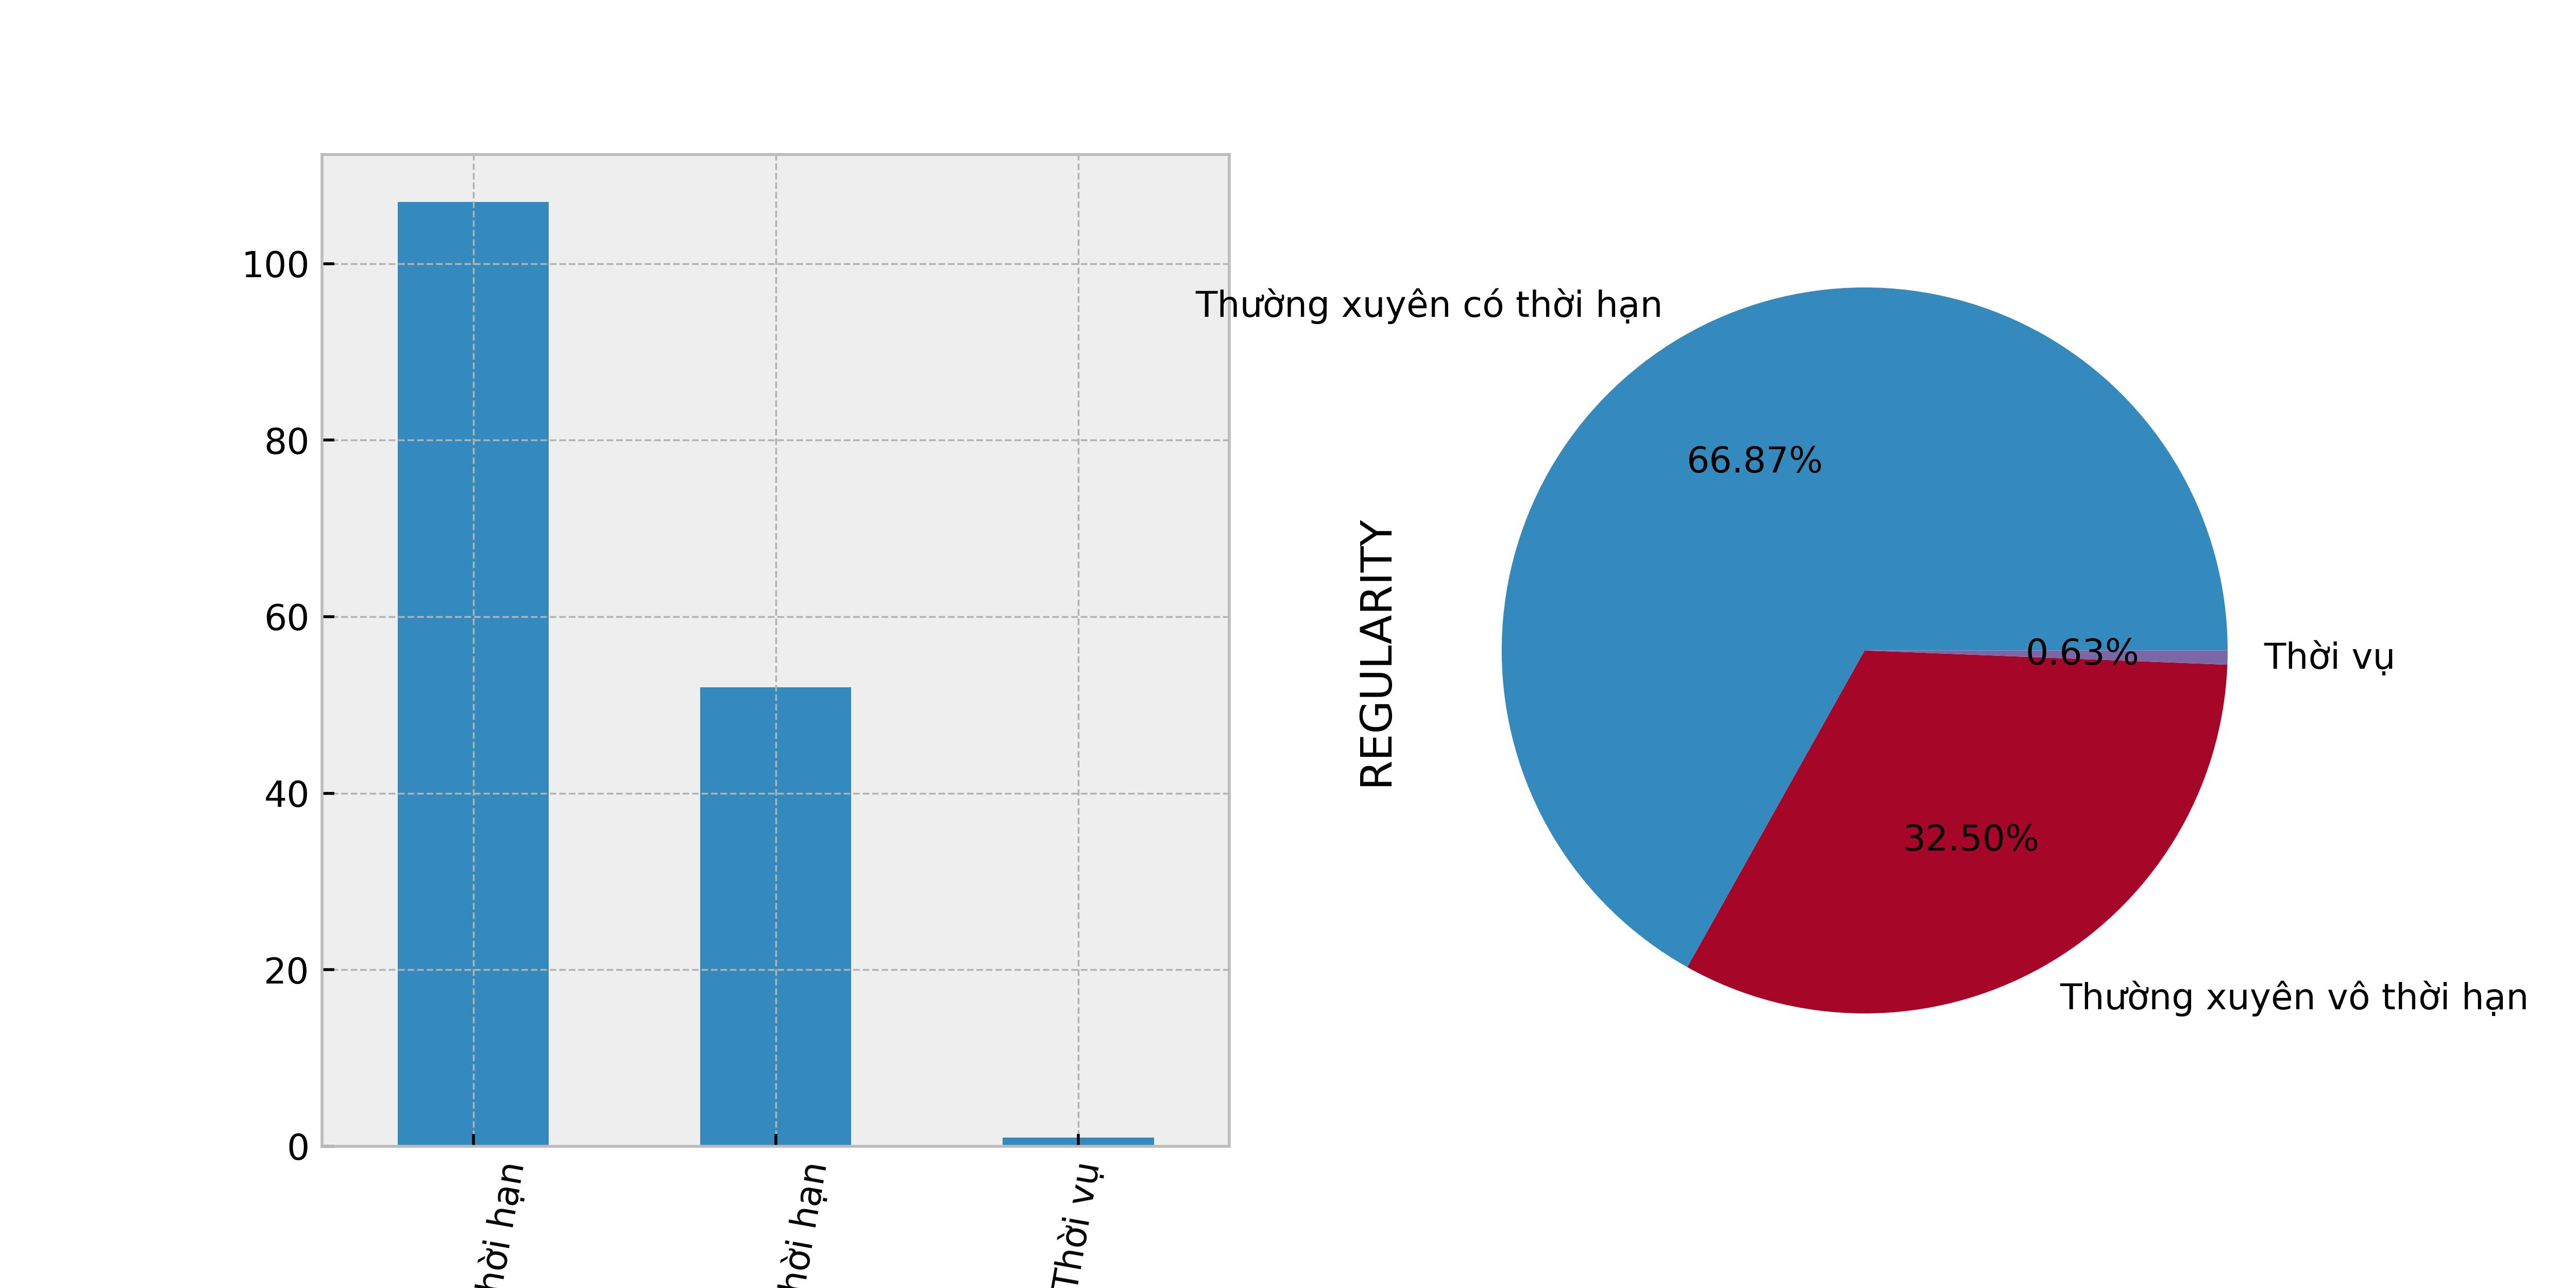 100
80
60
40
20
0
hời hạn
hời hạn
Thời vụ
REGULARITY
Thường xuyên có thời hạn
66.87%
0.63%
Thời vụ
32.50%
Thường xuyên vô thời hạn